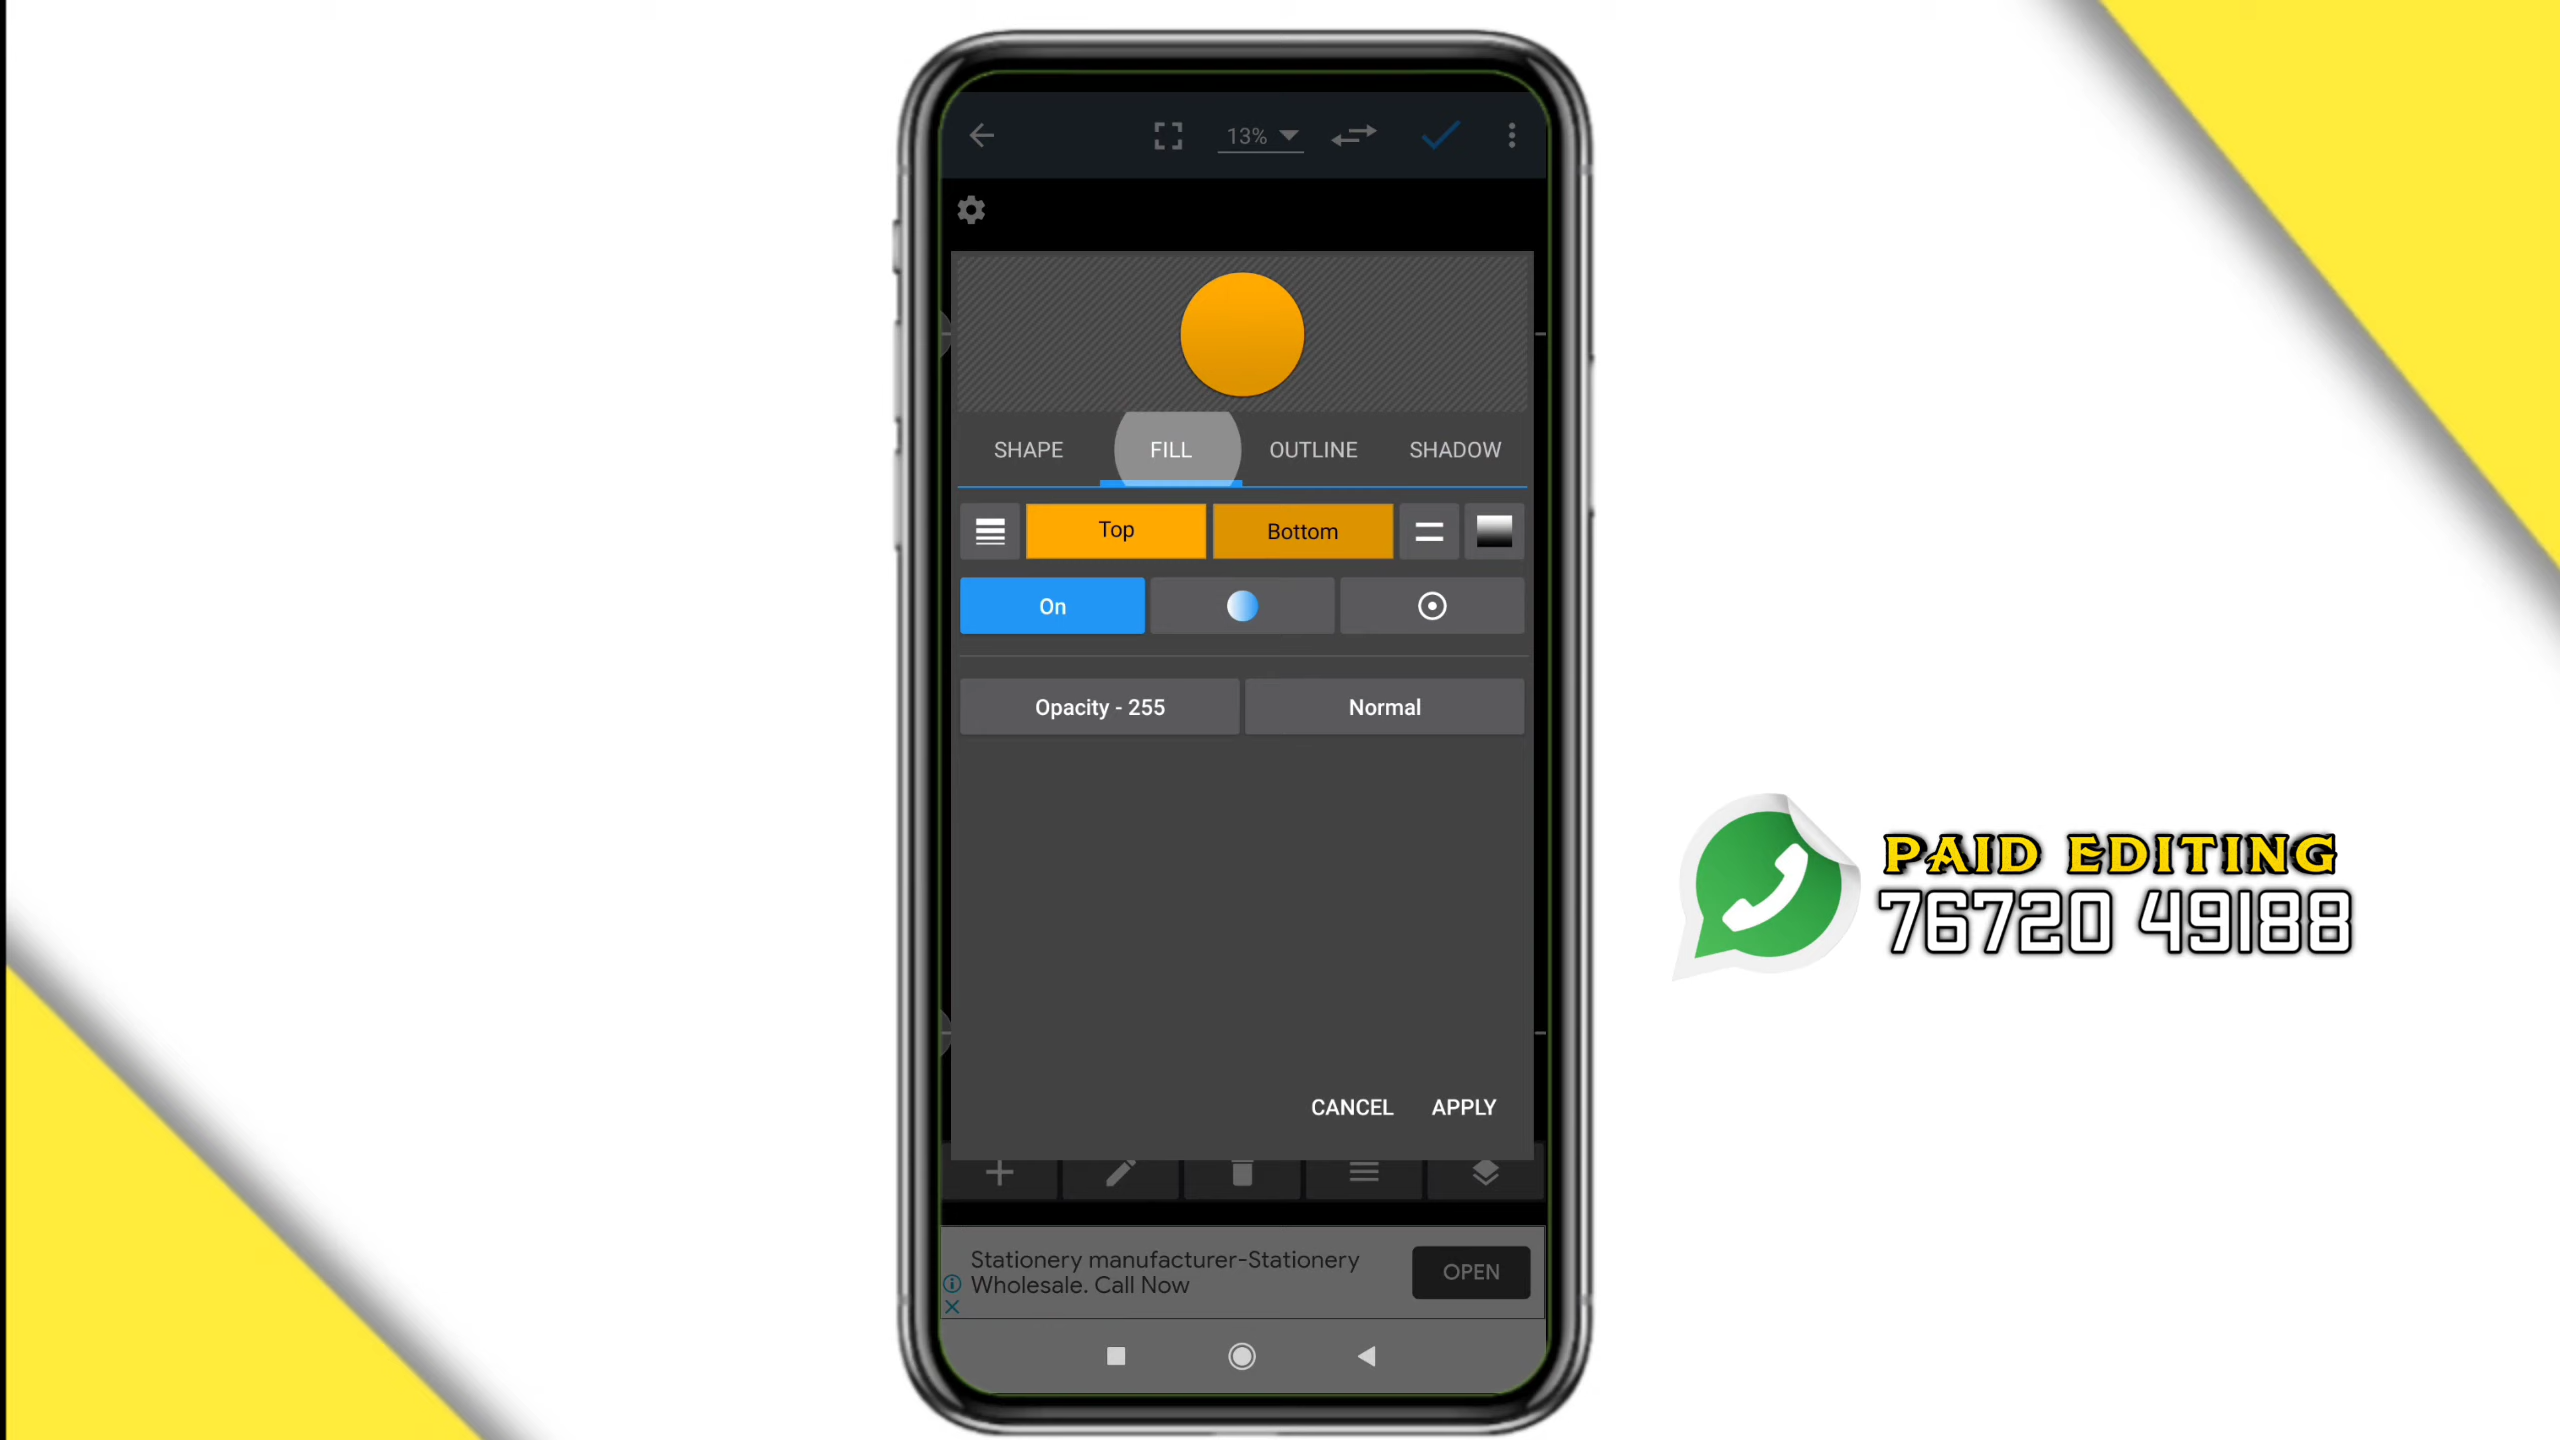 13%
SHAPE FILL OUTLINE SHADOW
Top Bottom
On
Opacity - 255 Normal
PAID EDITING
76720 49188
CANCEL APPLY
Stationery manufacturer-Stationery
Wholesale. Call Now
OPEN